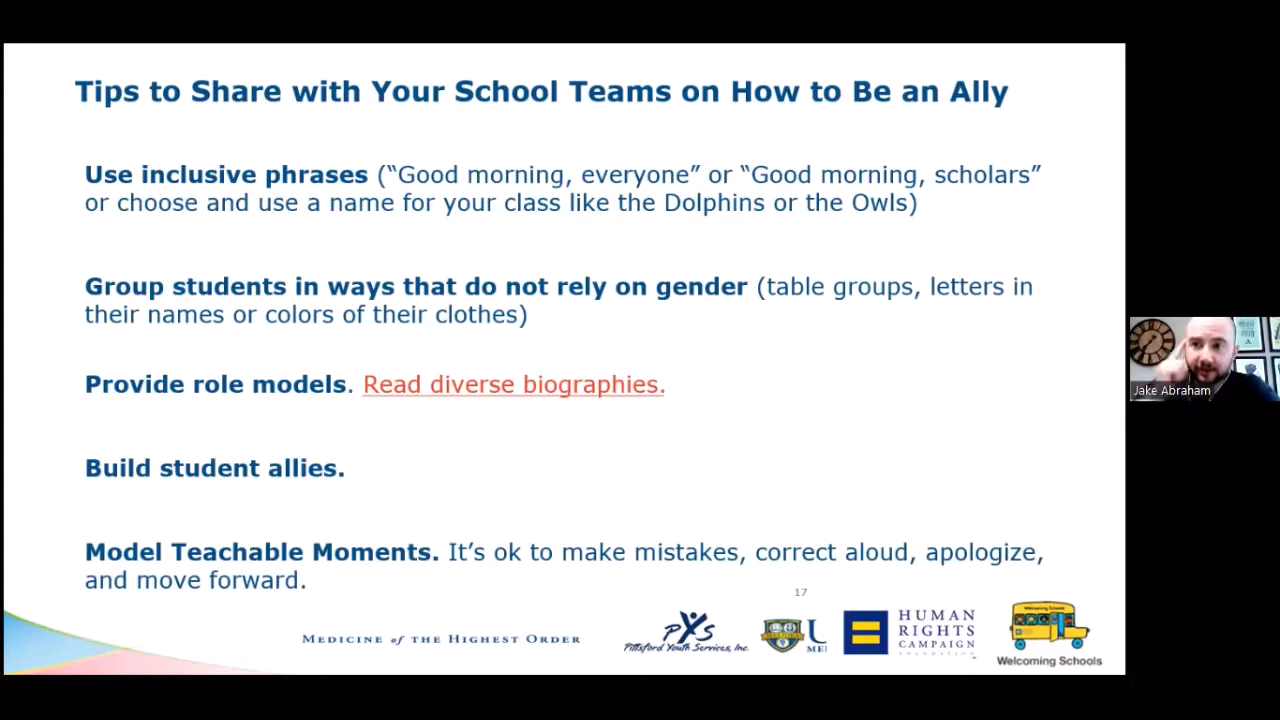 Tips to Share with Your School Teams on How to Be an Ally
Use inclusive phrases (“Good morning, everyone” or “Good morning, scholars”
or choose and use a name for your class like the Dolphins or the Owls)
Group students in ways that do not rely on gender (table groups, letters in
their names or colors of their clothes)
Provide role models. Read diverse biographies.
Jake Abraham
Build student allies.
Model Teachable Moments. It’s ok to make mistakes, correct aloud, apologize,
and move forward.
17
MEDICINE of THE HIGHEST ORDER
PYS
Pittsford Youth Services, Inc.
U
ME
HUMAN
RIGHTS
CAMPAIGN
FOUNDATION
Welcoming Schools
Welcoming Schools